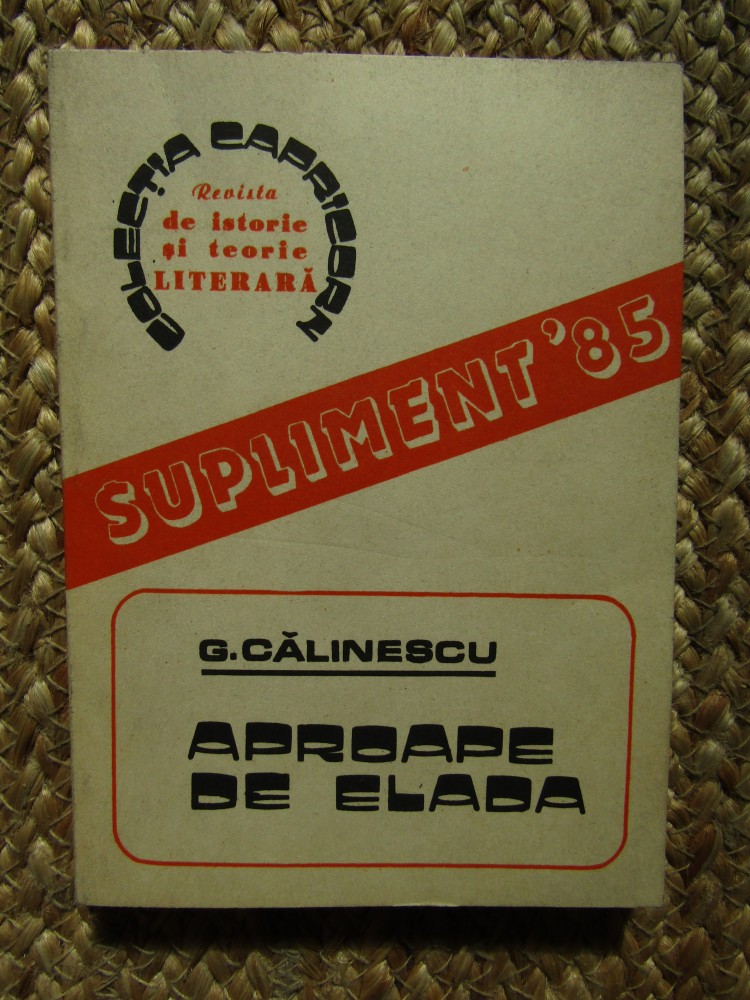 COLECȚIA CAPRICORN
Revista
de istorie
și teorie
LITERARĂ
SUPLIMENT '85
G.CĂLINESCU
APROAPE
DE ELADA